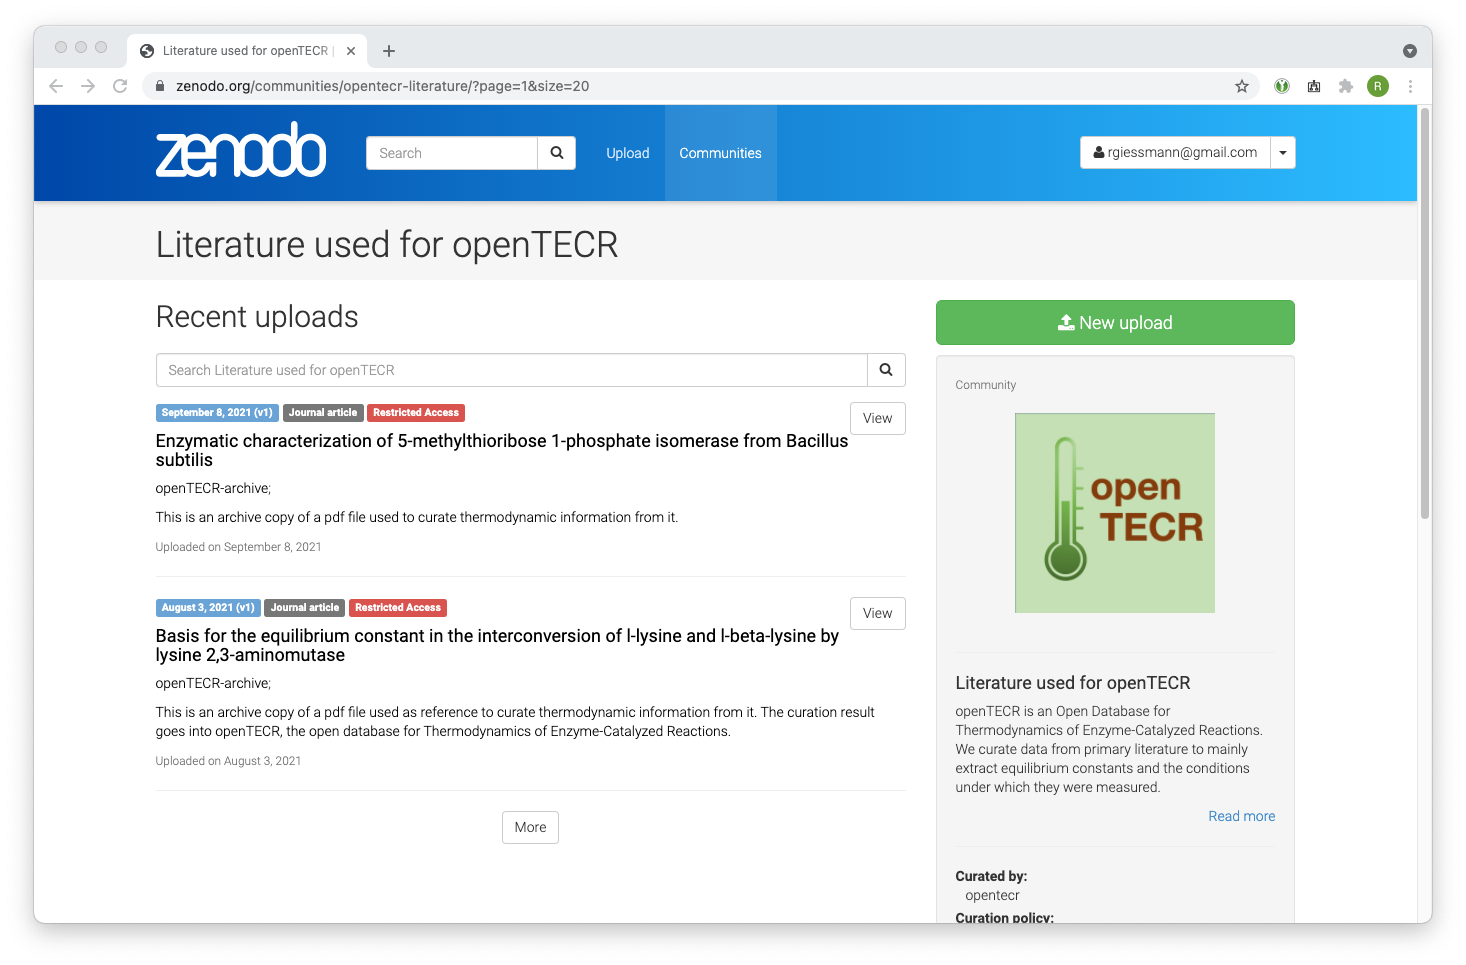 Literature used for openTECR |
zenodo.org/communities/opentecr-literature/?page=1&size=20
R
zenodo
Search
Upload
Communities
rgiessmann@gmail.com
Literature used for openTECR
Recent uploads
Search Literature used for openTECR
September 8, 2021 (v1) Journal article Restricted Access
View
Enzymatic characterization of 5-methylthioribose 1-phosphate isomerase from Bacillus
subtilis
openTECR-archive;
This is an archive copy of a pdf file used to curate thermodynamic information from it.
Uploaded on September 8, 2021
August 3, 2021 (v1) Journal article Restricted Access
View
Basis for the equilibrium constant in the interconversion of l-lysine and l-beta-lysine by
lysine 2,3-aminomutase
openTECR-archive;
This is an archive copy of a pdf file used as reference to curate thermodynamic information from it. The curation result
goes into openTECR, the open database for Thermodynamics of Enzyme-Catalyzed Reactions.
Uploaded on August 3, 2021
More
New upload
Community
open
TECR
Literature used for openTECR
openTECR is an Open Database for
Thermodynamics of Enzyme-Catalyzed Reactions.
We curate data from primary literature to mainly
extract equilibrium constants and the conditions
under which they were measured.
Read more
Curated by:
opentecr
Curation policy: